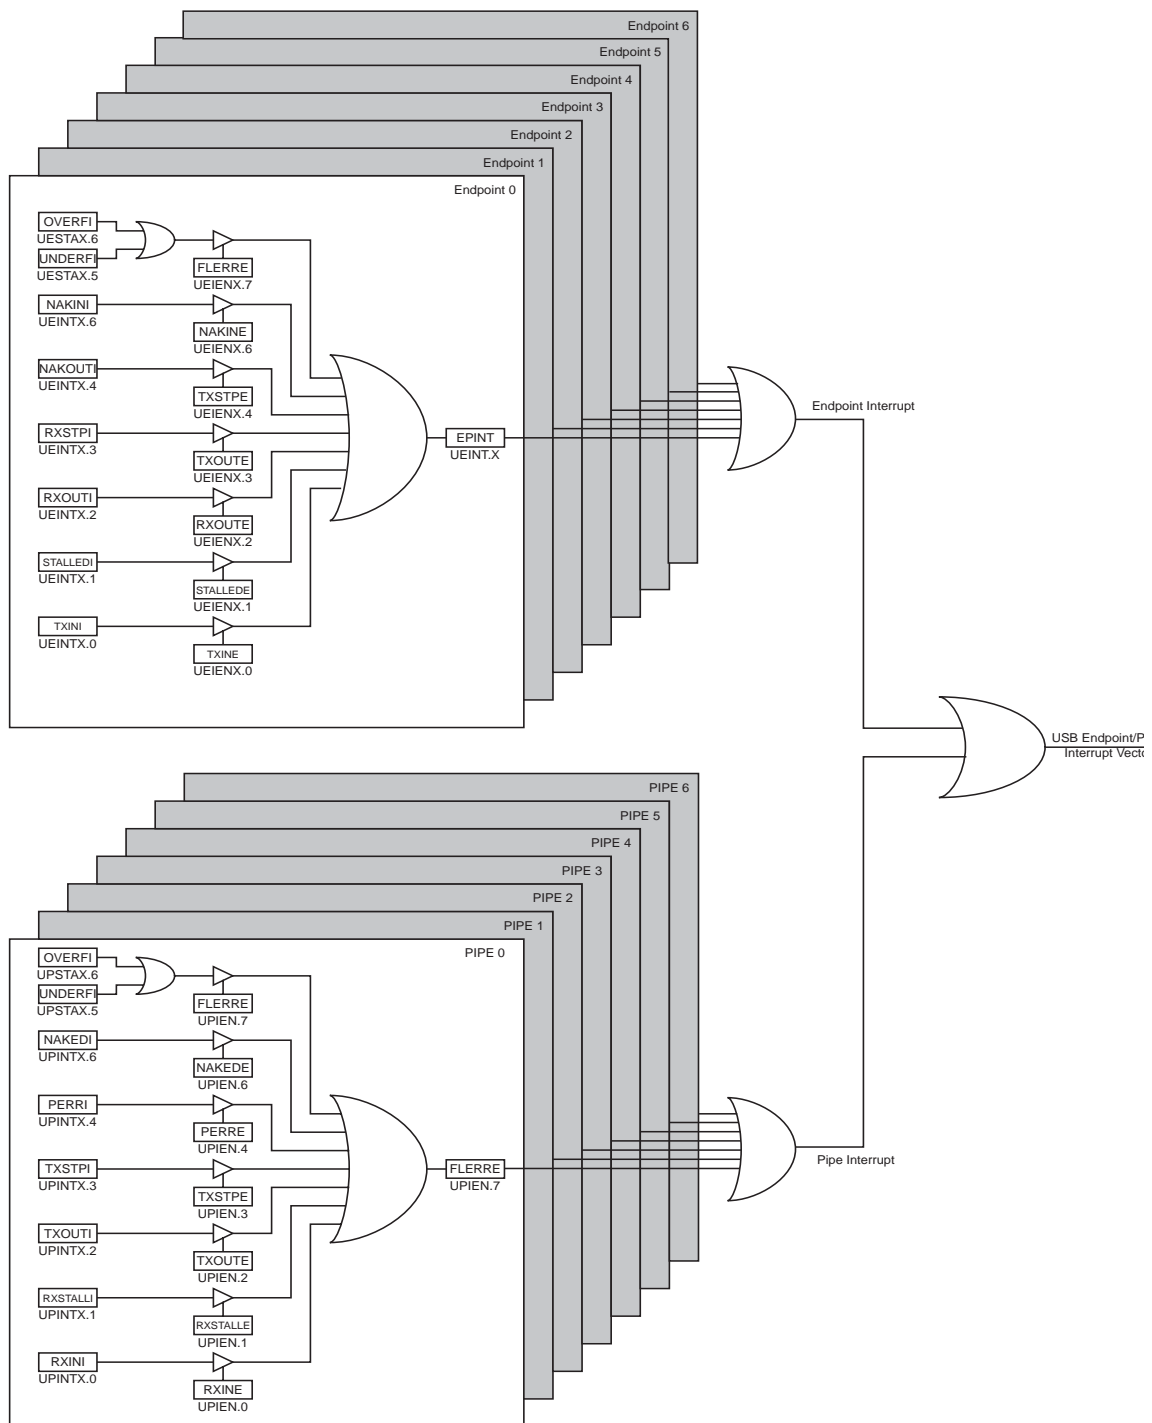 Endpoint 6
Endpoint 5
Endpoint 4
Endpoint 3
Endpoint 2
Endpoint 1
Endpoint 0
OVERFI
UESTAX.6
UNDERFI
UESTAX.5
FLERRE
UEIENX.7
NAKINI
UEINTX.6
NAKINE
UEIENX.6
NAKOUTI
UEINTX.4
TXSTPE
UEIENX.4
RXSTPI
UEINTX.3
TXOUTE
UEIENX.3
RXOUTI
UEINTX.2
RXOUTE
UEIENX.2
STALLEDI
UEINTX.1
STALLEDE
UEIENX.1
TXINI
UEINTX.0
TXINE
UEIENX.0
EPINT
UEINT.X
Endpoint Interrupt
USB Endpoint/P
Interrupt Vect
PIPE 6
PIPE 5
PIPE 4
PIPE 3
PIPE 2
PIPE 1
PIPE 0
OVERFI
UPSTAX.6
UNDERFI
UPSTAX.5
FLERRE
UPIEN.7
NAKEDI
UPINTX.6
NAKEDE
UPIEN.6
PERRI
UPINTX.4
PERRE
UPIEN.4
TXSTPI
UPINTX.3
TXSTPE
UPIEN.3
TXOUTI
UPINTX.2
TXOUTE
UPIEN.2
RXSTALLI
UPINTX.1
RXSTALLE
UPIEN.1
RXINI
UPINTX.0
RXINE
UPIEN.0
FLERRE
UPIEN.7
Pipe Interrupt